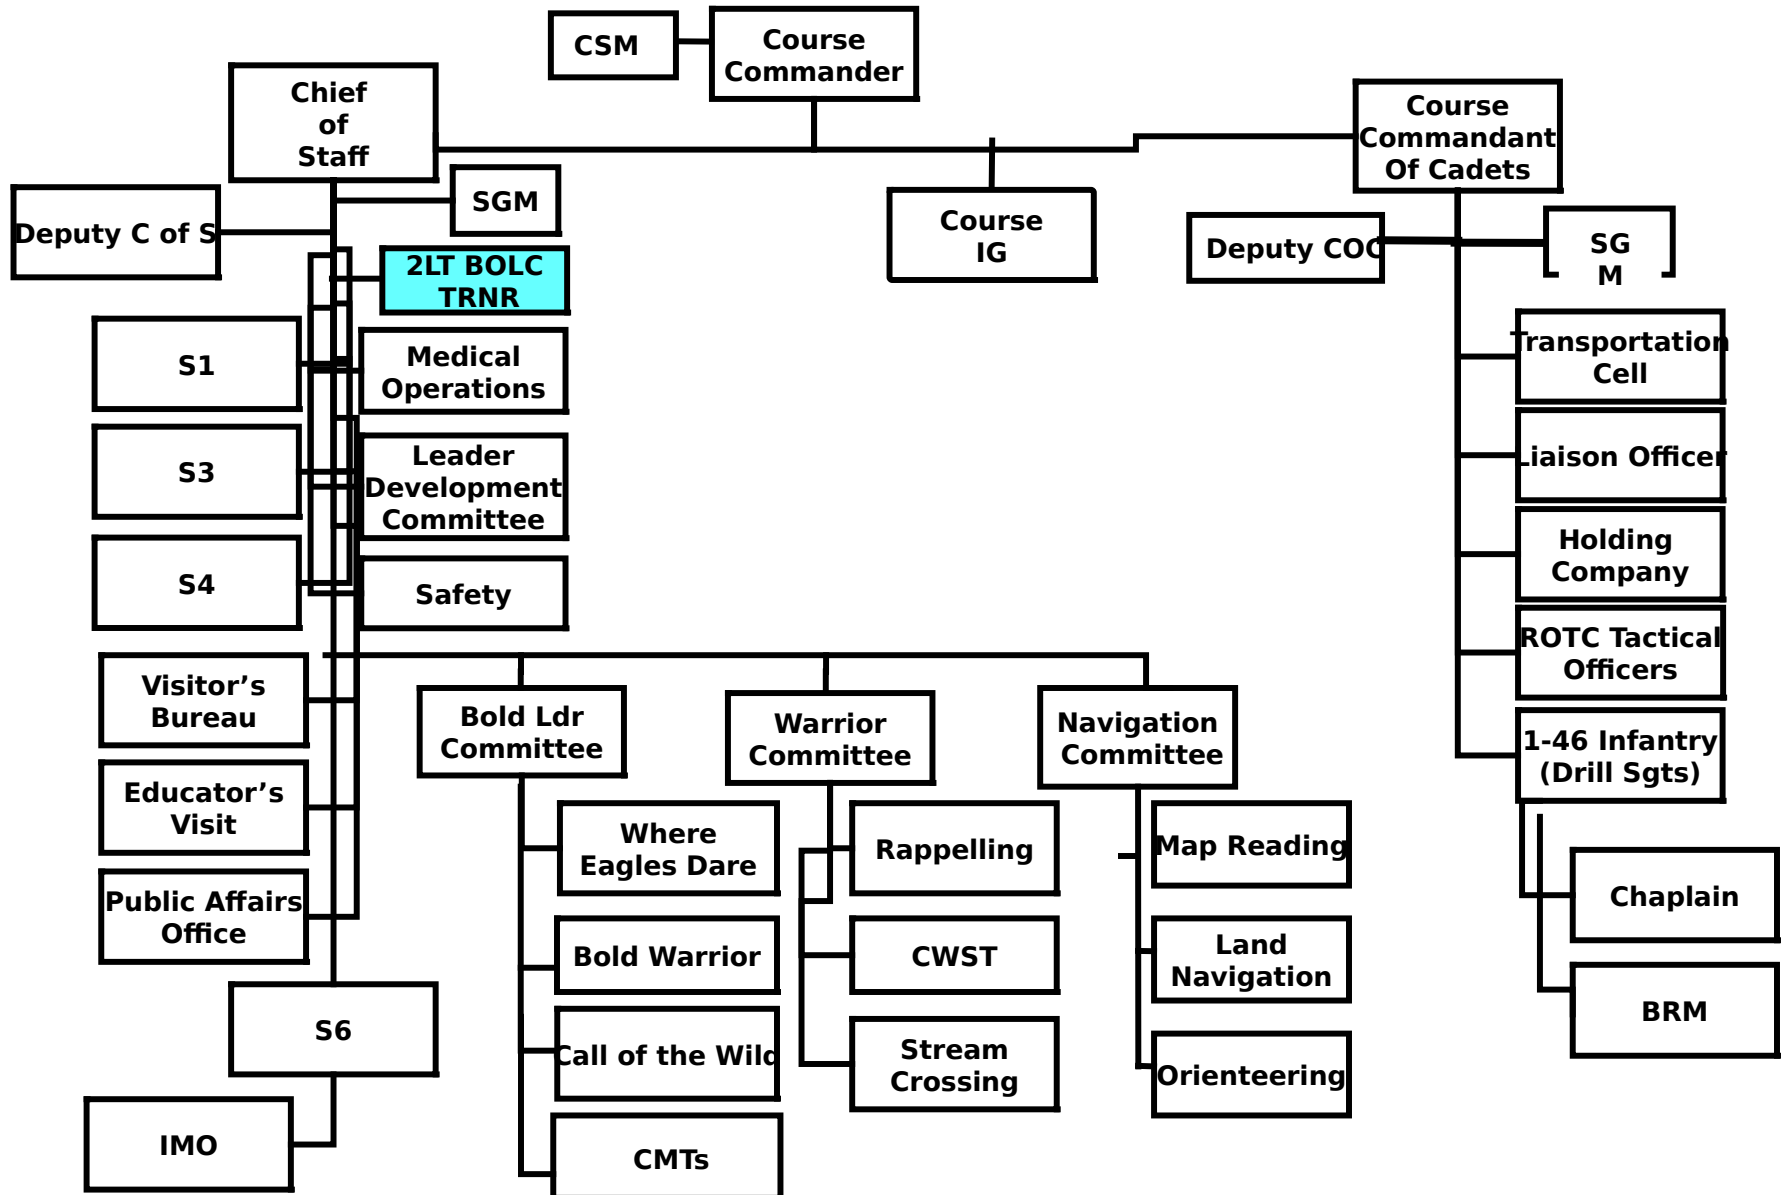 CSM
Course
Commander
Chief
of
Staff
Course
Commandant
Of Cadets
SGM
Deputy C of S
Course
IG
Deputy COC
SG
M
2LT BOLC
TRNR
S1
Medical
Operations
S3
Leader
Development
Committee
S4
Safety
Transportation
Cell
Liaison Officer
Holding
Company
ROTC Tactical
Officers
1-46 Infantry
(Drill Sgts)
Visitor’s
Bureau
Educator’s
Visit
Public Affairs
Office
Bold Ldr
Committee
Warrior
Committee
Navigation
Committee
Where
Eagles Dare
Bold Warrior
Call of the Wild
CMTs
Rappelling
CWST
Stream
Crossing
Map Reading
Land
Navigation
Orienteering
Chaplain
BRM
S6
IMO